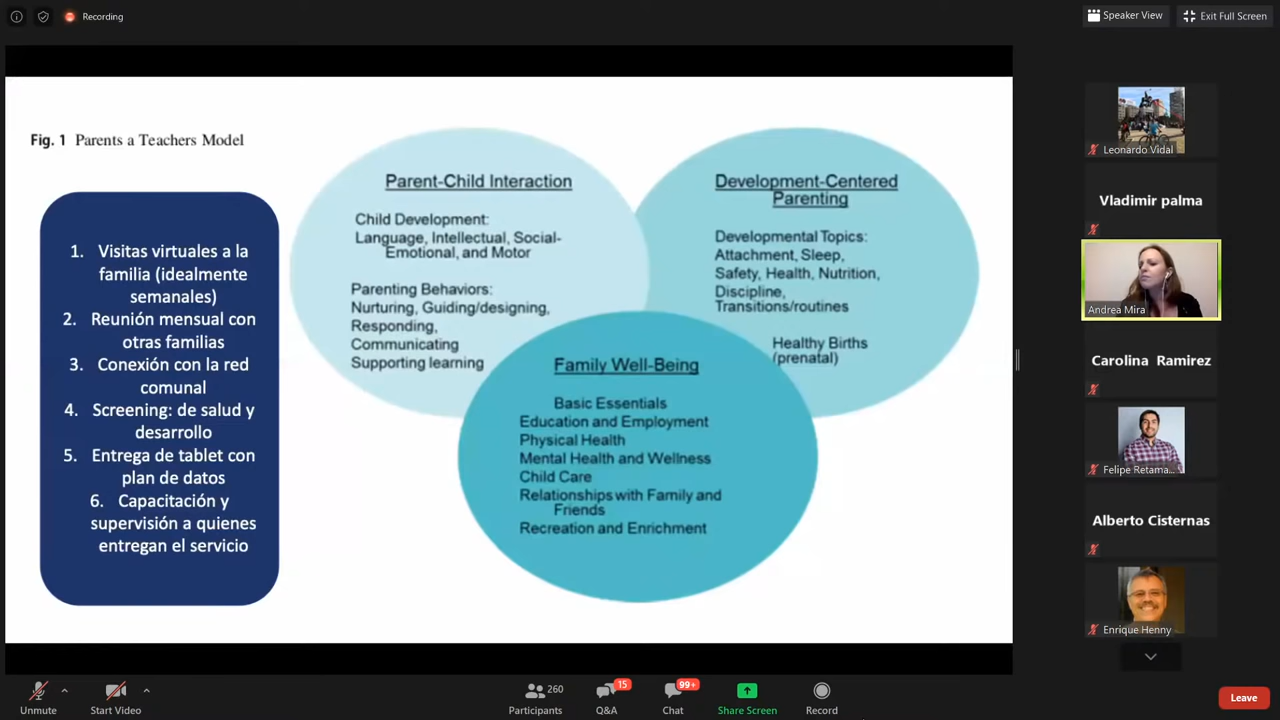 Recording
Speaker View
Exit Full Screen
Fig. 1 Parents a Teachers Model
1. Visitas virtuales a la
familia (idealmente
semanales)
2. Reunión mensual con
otras familias
3. Conexión con la red
comunal
4. Screening: de salud y
desarrollo
5. Entrega de tablet con
plan de datos
6. Capacitación y
supervisión a quienes
entregan el servicio
Parent-Child Interaction
Child Development:
Language, Intellectual, Social-
Emotional, and Motor
Parenting Behaviors:
Nurturing, Guiding/designing,
Responding,
Communicating
Supporting learning
Development-Centered
Parenting
Developmental Topics:
Attachment, Sleep,
Safety, Health, Nutrition,
Discipline,
Transitions/routines
Healthy Births
(prenatal)
Family Well-Being
Basic Essentials
Education and Employment
Physical Health
Mental Health and Wellness
Child Care
Relationships with Family and
Friends
Recreation and Enrichment
Leonardo Vidal
Vladimir palma
Andrea Mira
Carolina Ramirez
Felipe Retama...
Alberto Cisternas
Enrique Henny
Unmute
Start Video
260
Participants
15
Q&A
99+
Chat
Share Screen
Record
Leave